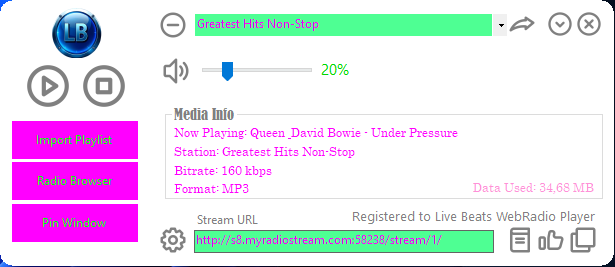 LB
Greatest Hits Non-Stop
20%
Import Playlist
Radio Browser
Pin Window
Media Info
Now Playing: Queen _David Bowie - Under Pressure
Station: Greatest Hits Non-Stop
Bitrate: 160 kbps
Format: MP3
Data Used: 34,68 MB
Stream URL
Registered to Live Beats WebRadio Player
http://s8.myradiostream.com:58238/stream/1/